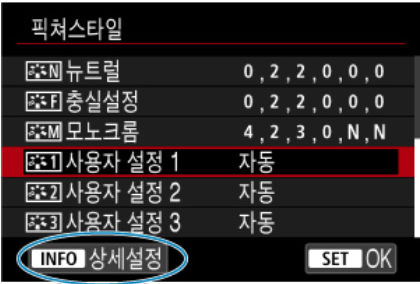 픽쳐스타일
N 뉴트럴 0,2,2,0,0,0
F 충실설정 0,2,2,0,0,0
M 모노크롬 4,2,3,0,N,N
1 사용자 설정 1 자동
2 사용자 설정 2 자동
3 사용자 설정 3 자동
INFO 상세설정 SET OK